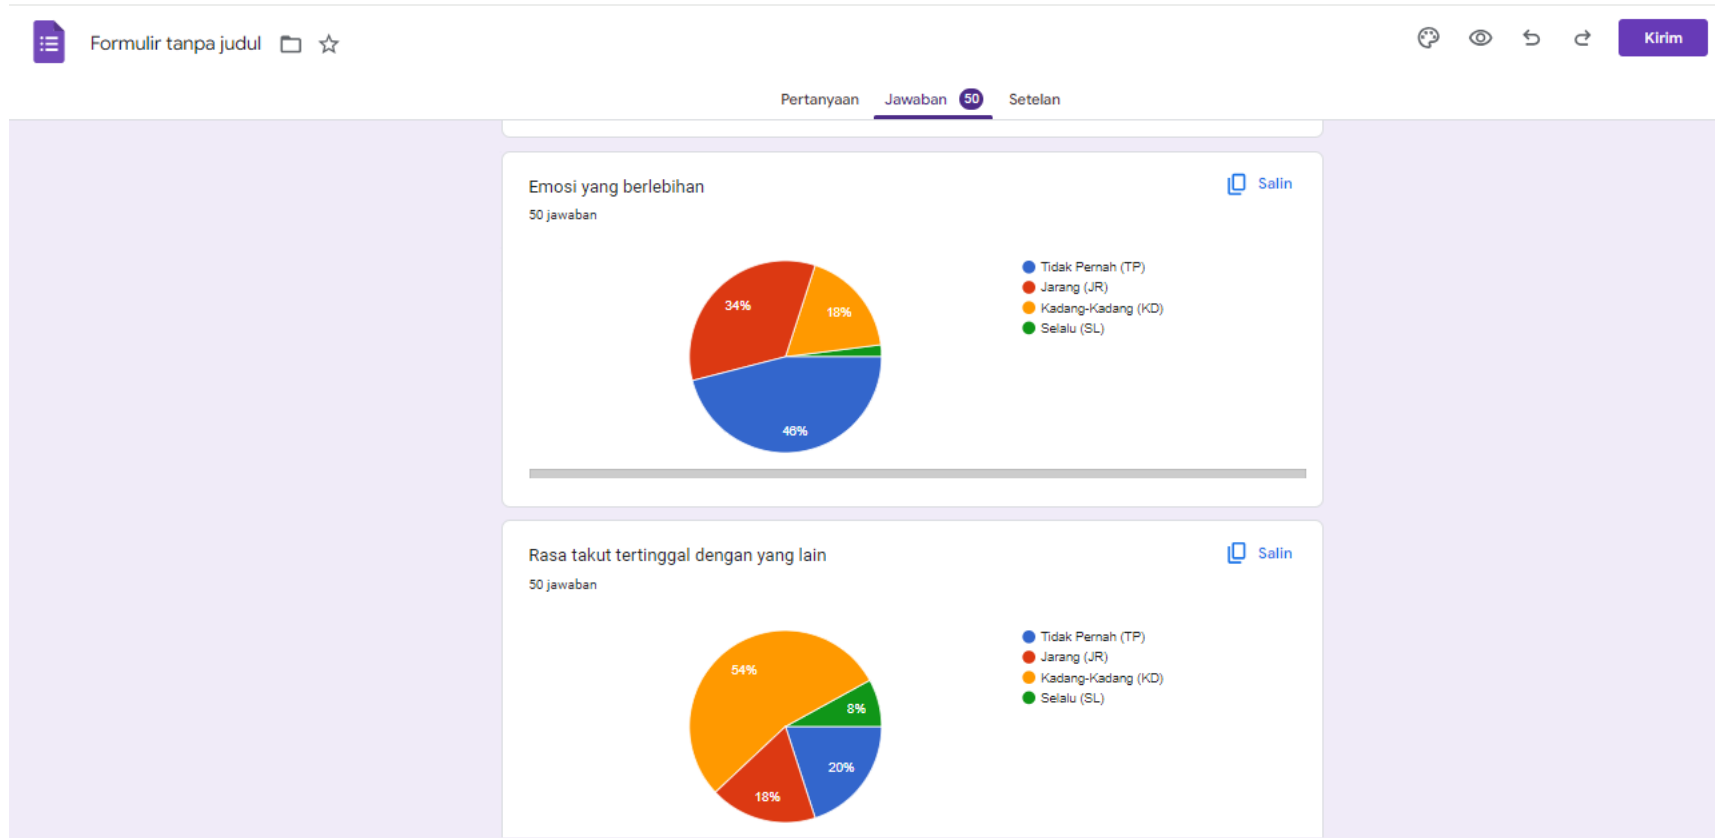 Formulir tanpa judul
Kirim
Pertanyaan Jawaban 50 Setelan
Emosi yang berlebihan
Salin
50 jawaban
Tidak Pernah (TP)
Jarang (JR)
Kadang-Kadang (KD)
Selalu (SL)
34%
18%
46%
Rasa takut tertinggal dengan yang lain
Salin
50 jawaban
Tidak Pernah (TP)
Jarang (JR)
Kadang-Kadang (KD)
Selalu (SL)
54%
8%
20%
18%